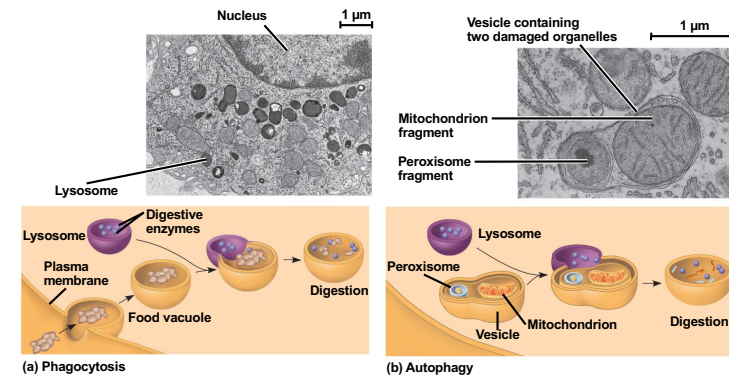 Nucleus
1 µm
Lysosome
Lysosome
Digestive
enzymes
Plasma
membrane
Food vacuole
Digestion
(a) Phagocytosis
Vesicle containing
two damaged organelles
1 µm
Mitochondrion
fragment
Peroxisome
fragment
Lysosome
Peroxisome
Vesicle
Mitochondrion
Digestion
(b) Autophagy